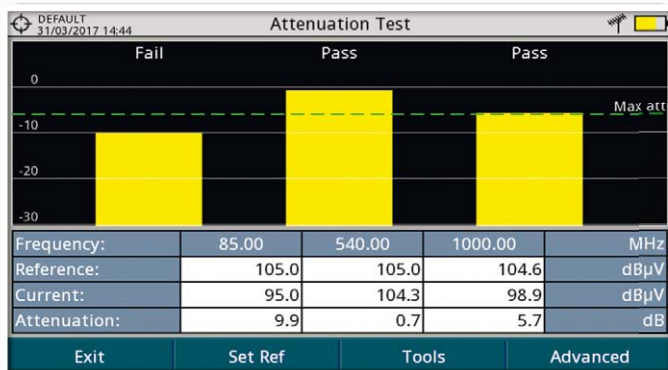 DEFAULT
31/03/2017 14:44
Attenuation Test
Fail Pass Pass
0
Max att
-10
-20
-30
Frequency: 85.00 540.00 1000.00 MHz
Reference: 105.0 105.0 104.6 dBµV
Current: 95.0 104.3 98.9 dBµV
Attenuation: 9.9 0.7 5.7 dB
Exit Set Ref Tools Advanced